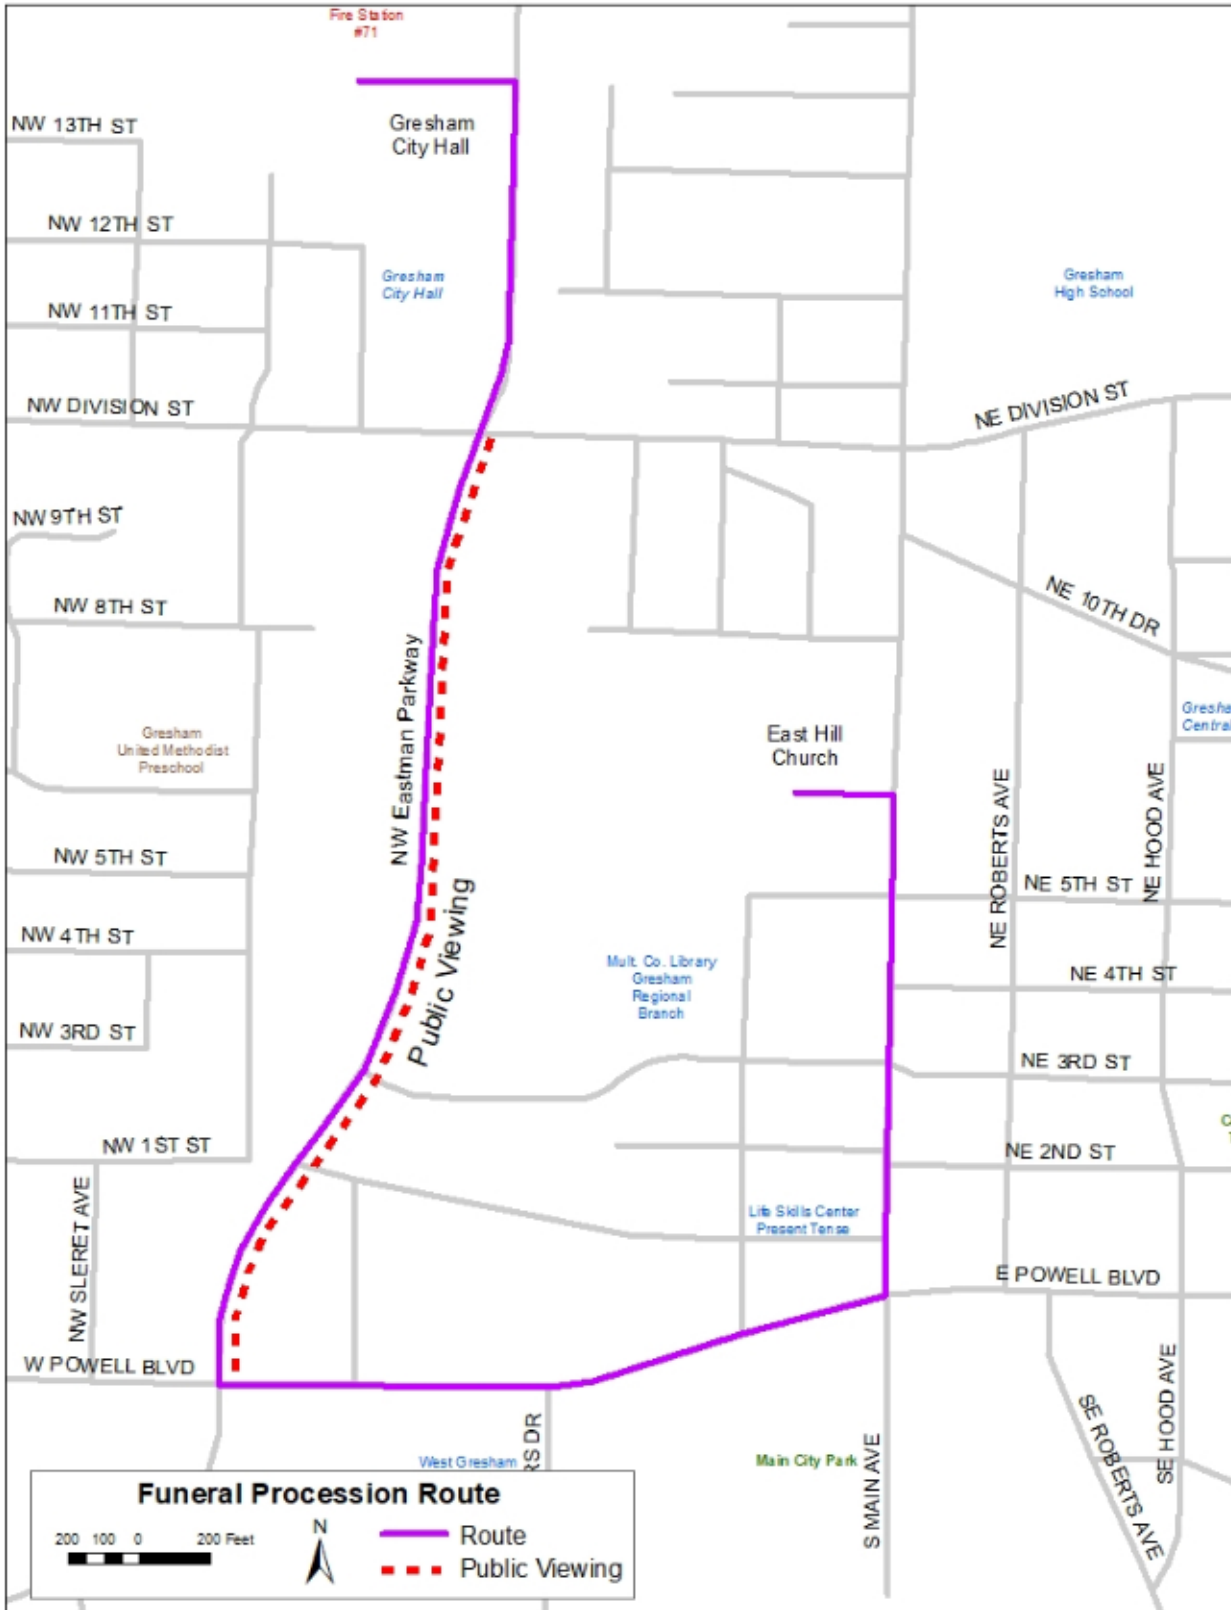 Fire Station
#71
Gresham
City Hall
NW 13TH ST
NW 12TH ST
Gresham
City Hall
Gresham
High School
NW 11TH ST
NW DIVISION ST
NE DIVISION ST
NW 9TH ST
NW 8TH ST
NE 10TH DR
NW Eastman Parkway
Gresham
United Methodist
Preschool
East Hill
Church
Gresha
Central
NE ROBERTS AVE
NE HOOD AVE
NW 5TH ST
NE 5TH ST
Public Viewing
NW 4TH ST
Mult. Co. Library
Gresham
Regional
Branch
NE 4TH ST
NW 3RD ST
NE 3RD ST
NW 1ST ST
NE 2ND ST
NW SLERET AVE
Life Skills Center
Present Tense
E POWELL BLVD
W POWELL BLVD
SE HOOD AVE
SE ROBERTS AVE
RS DR
S MAIN AVE
West Gresham
Main City Park
Funeral Procession Route
200 100 0 200 Feet
N
Route
Public Viewing